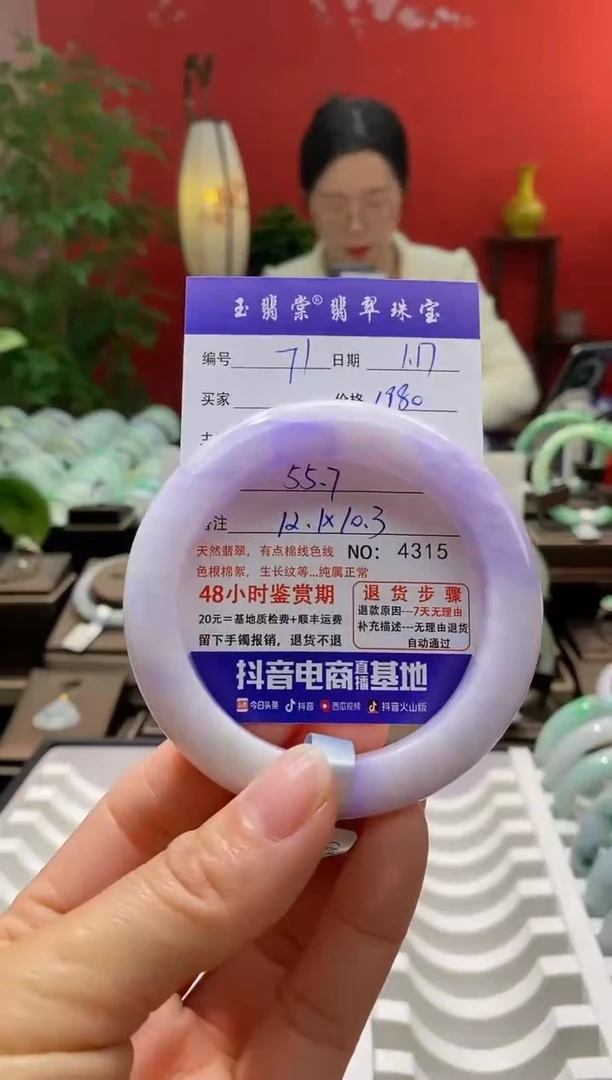 玉翡棠®翡翠珠宝
编号 71 日期 1.17
买家 价格 1980
55.7
备注 12.1×10.3
天然翡翠，有点棉线色线 NO: 4315
色根棉絮，生长纹等...纯属正常
48小时鉴赏期
20元=基地质检费+顺丰运费
留下手镯报销，退货不退
退货步骤
退款原因---7天无理由
补充描述---无理由退货
自动通过
抖音电商直播基地
头条 今日头条 抖音 西瓜视频 抖音火山版